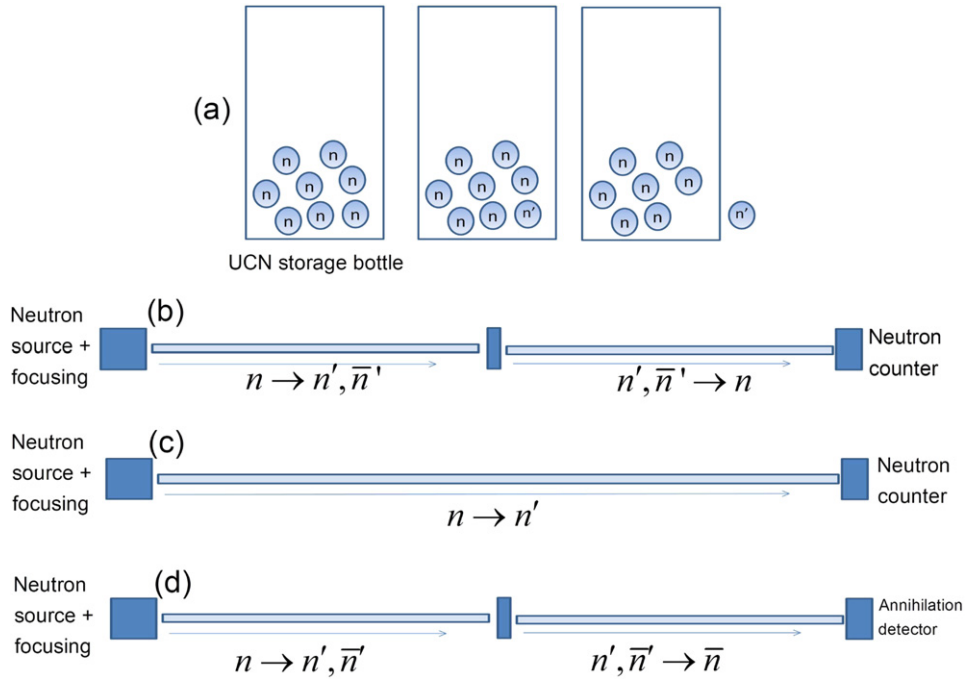 (a)
n n n n n n n n
n n n n n n n n'
n n n n n n n n'
UCN storage bottle
Neutron
source +
focusing
(b)
n → n′, n̅'
n′, n̅' → n
Neutron
counter
Neutron
source +
focusing
(c)
n → n′
Neutron
counter
Neutron
source +
focusing
(d)
n → n′, n̅′
n′, n̅′ → n̅
Annihilation
detector